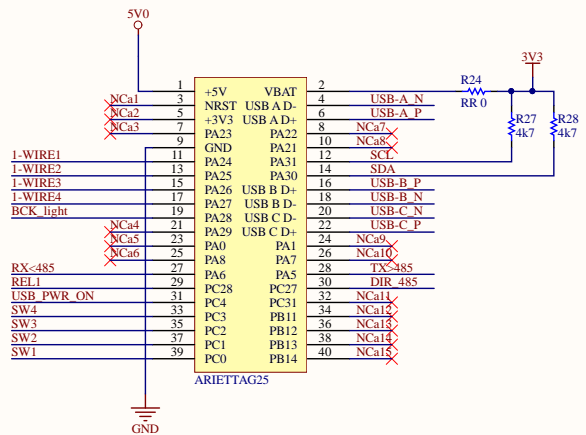 5V0
3V3
1 +5V VBAT 2 R24 RR 0
NCa1 3 NRST USB A D- 4 USB-A_N
NCa2 5 +3V3 USB A D+ 6 USB-A_P
NCa3 7 PA23 PA22 8 NCa7
9 GND PA21 10 NCa8
1-WIRE1 11 PA24 PA31 12 SCL
1-WIRE2 13 PA25 PA30 14 SDA
1-WIRE3 15 PA26 USB B D+ 16 USB-B_P
1-WIRE4 17 PA27 USB B D- 18 USB-B_N
BCK_light 19 PA28 USB C D- 20 USB-C_N
NCa4 21 PA29 USB C D+ 22 USB-C_P
NCa5 23 PA0 PA1 24 NCa9
NCa6 25 PA8 PA7 26 NCa10
RX<485 27 PA6 PA5 28 TX>485
REL1 29 PC28 PC27 30 DIR_485
USB_PWR_ON 31 PC4 PC31 32 NCa11
SW4 33 PC3 PB11 34 NCa12
SW3 35 PC2 PB12 36 NCa13
SW2 37 PC1 PB13 38 NCa14
SW1 39 PC0 PB14 40 NCa15
R27 4k7
R28 4k7
ARIETTAG25
GND